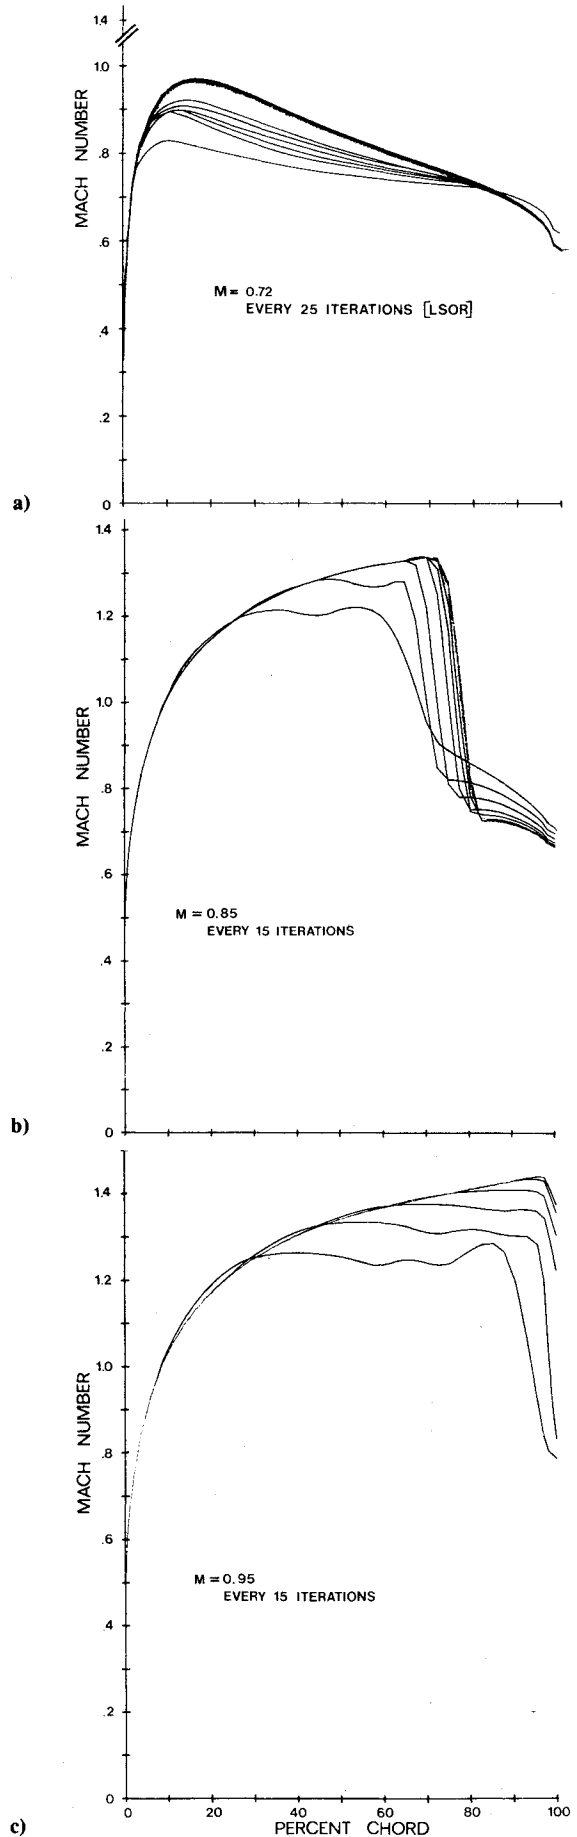 1.4
1.0
.8
.6
.4
.2
0
MACH NUMBER
M = 0.72
EVERY 25 ITERATIONS [LSOR]
a)
1.4
1.2
1.0
.8
.6
.4
.2
0
MACH NUMBER
M = 0.85
EVERY 15 ITERATIONS
b)
1.4
1.2
1.0
.8
.6
.4
.2
0
MACH NUMBER
M = 0.95
EVERY 15 ITERATIONS
0 20 40 60 80 100
PERCENT CHORD
c)